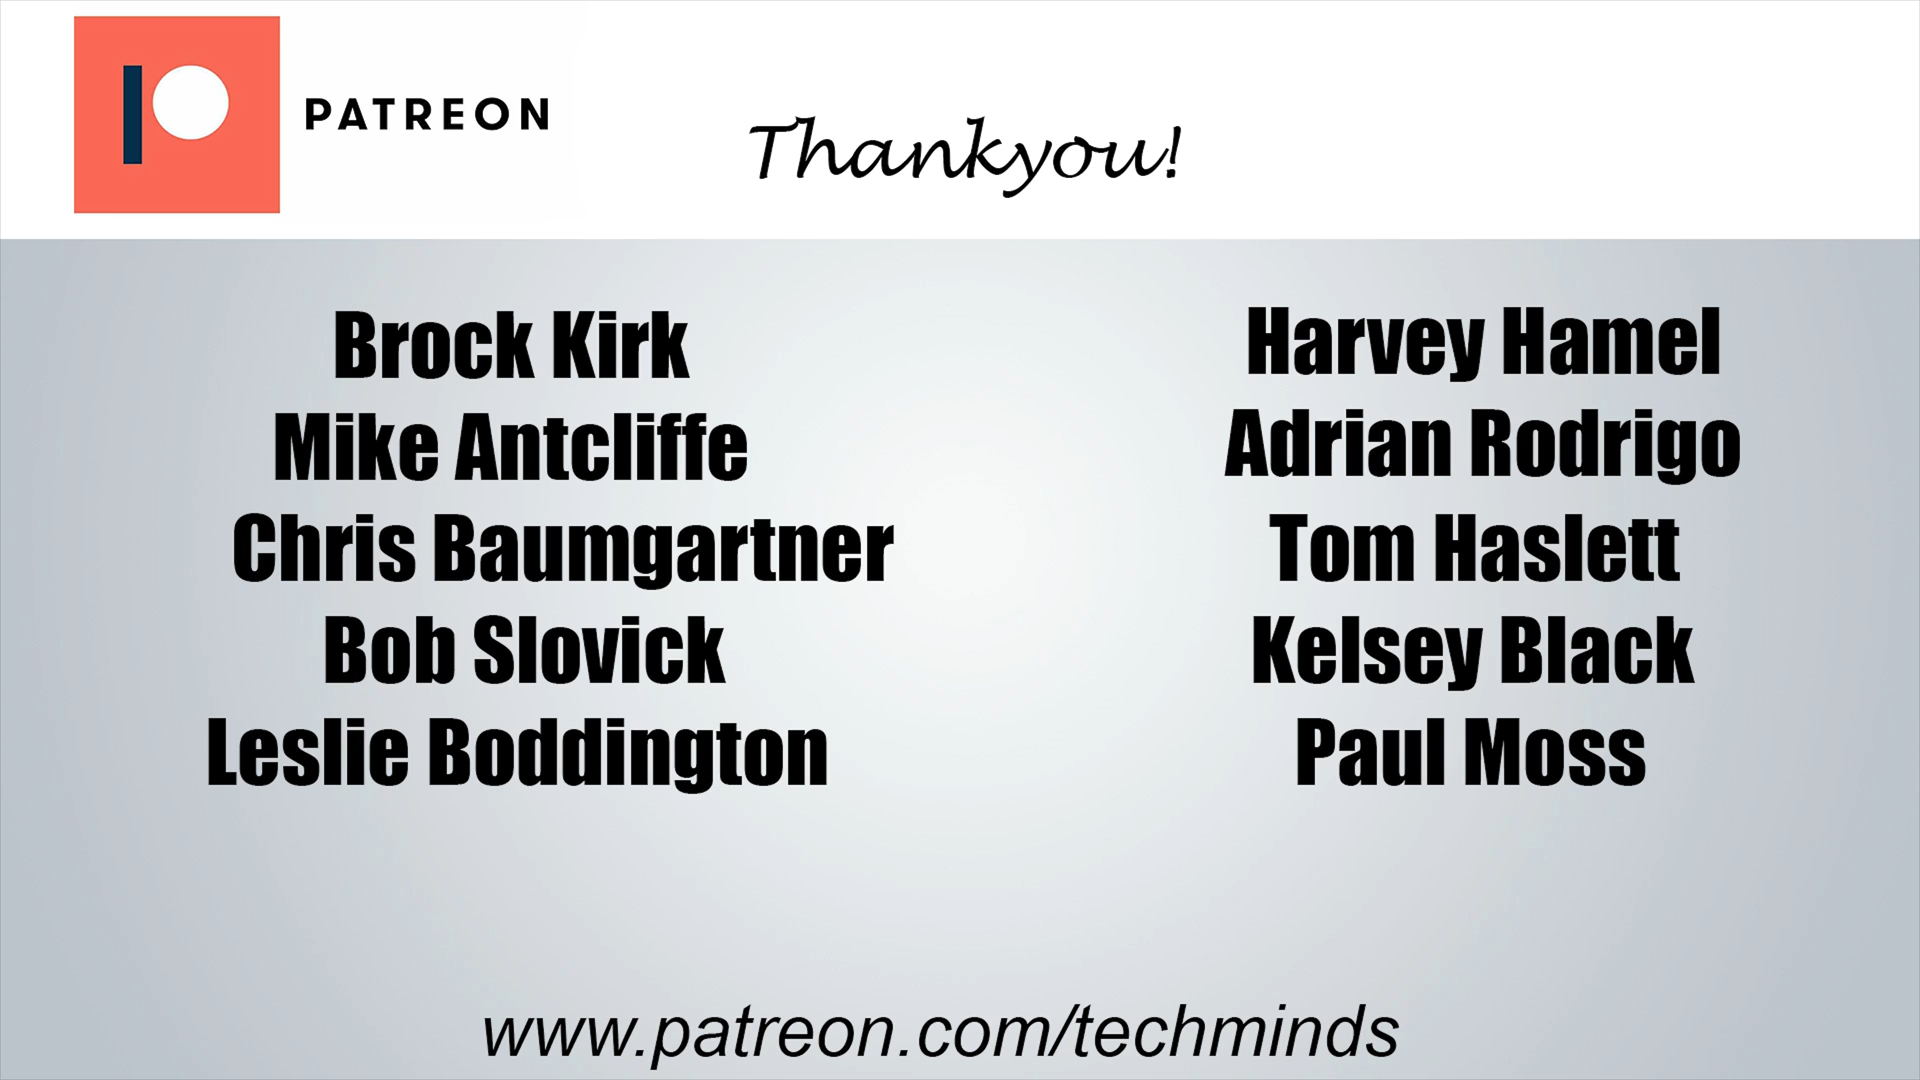 PATREON
Thankyou!
Brock Kirk
Mike Antcliffe
Chris Baumgartner
Bob Slovick
Leslie Boddington
Harvey Hamel
Adrian Rodrigo
Tom Haslett
Kelsey Black
Paul Moss
www.patreon.com/techminds